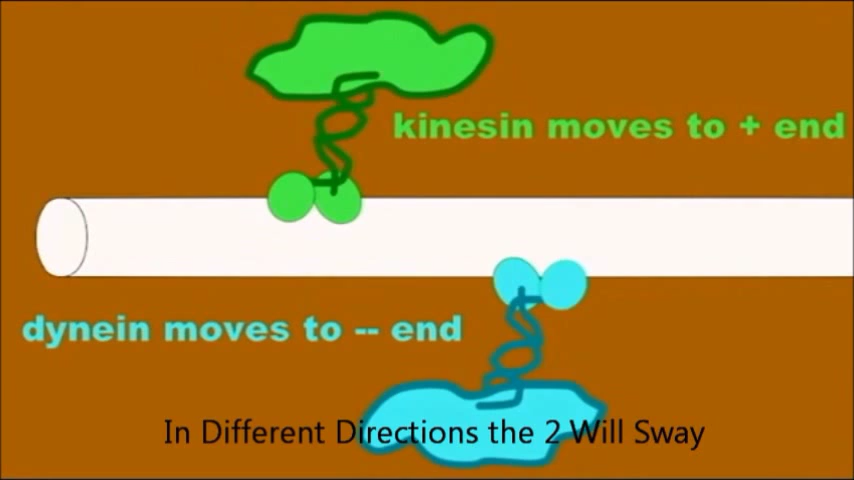 kinesin moves to + end
dynein moves to -- end
In Different Directions the 2 Will Sway